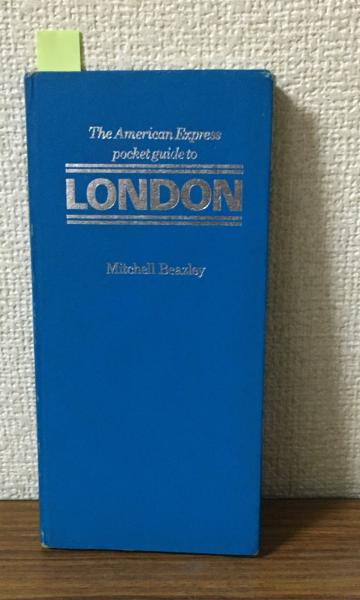 The American Express
pocket guide to
LONDON
Mitchell Beazley